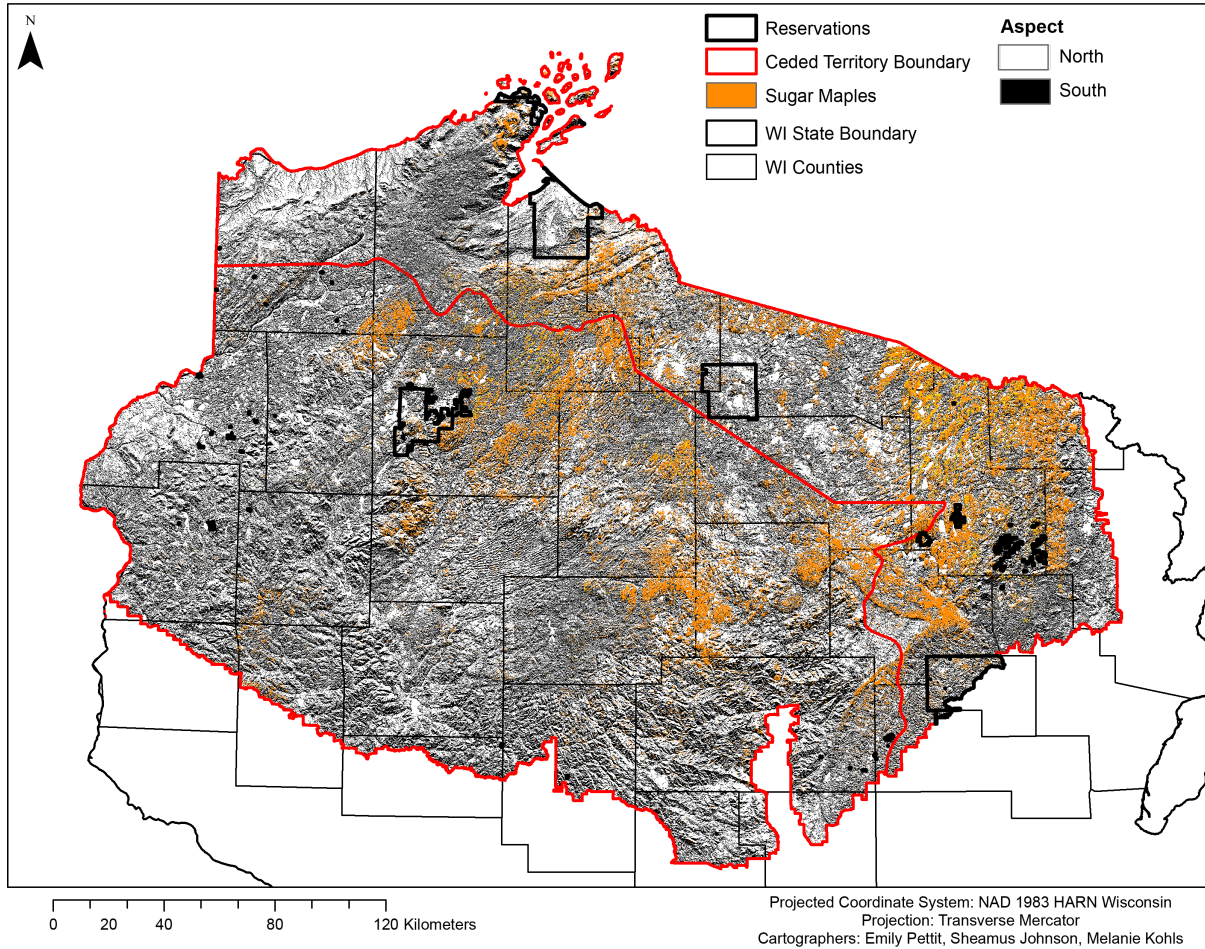 N
Reservations
Ceded Territory Boundary
Sugar Maples
WI State Boundary
WI Counties
Aspect
North
South
0 20 40 80 120 Kilometers
Projected Coordinate System: NAD 1983 HARN Wisconsin
Projection: Transverse Mercator
Cartographers: Emily Pettit, Sheamus Johnson, Melanie Kohls